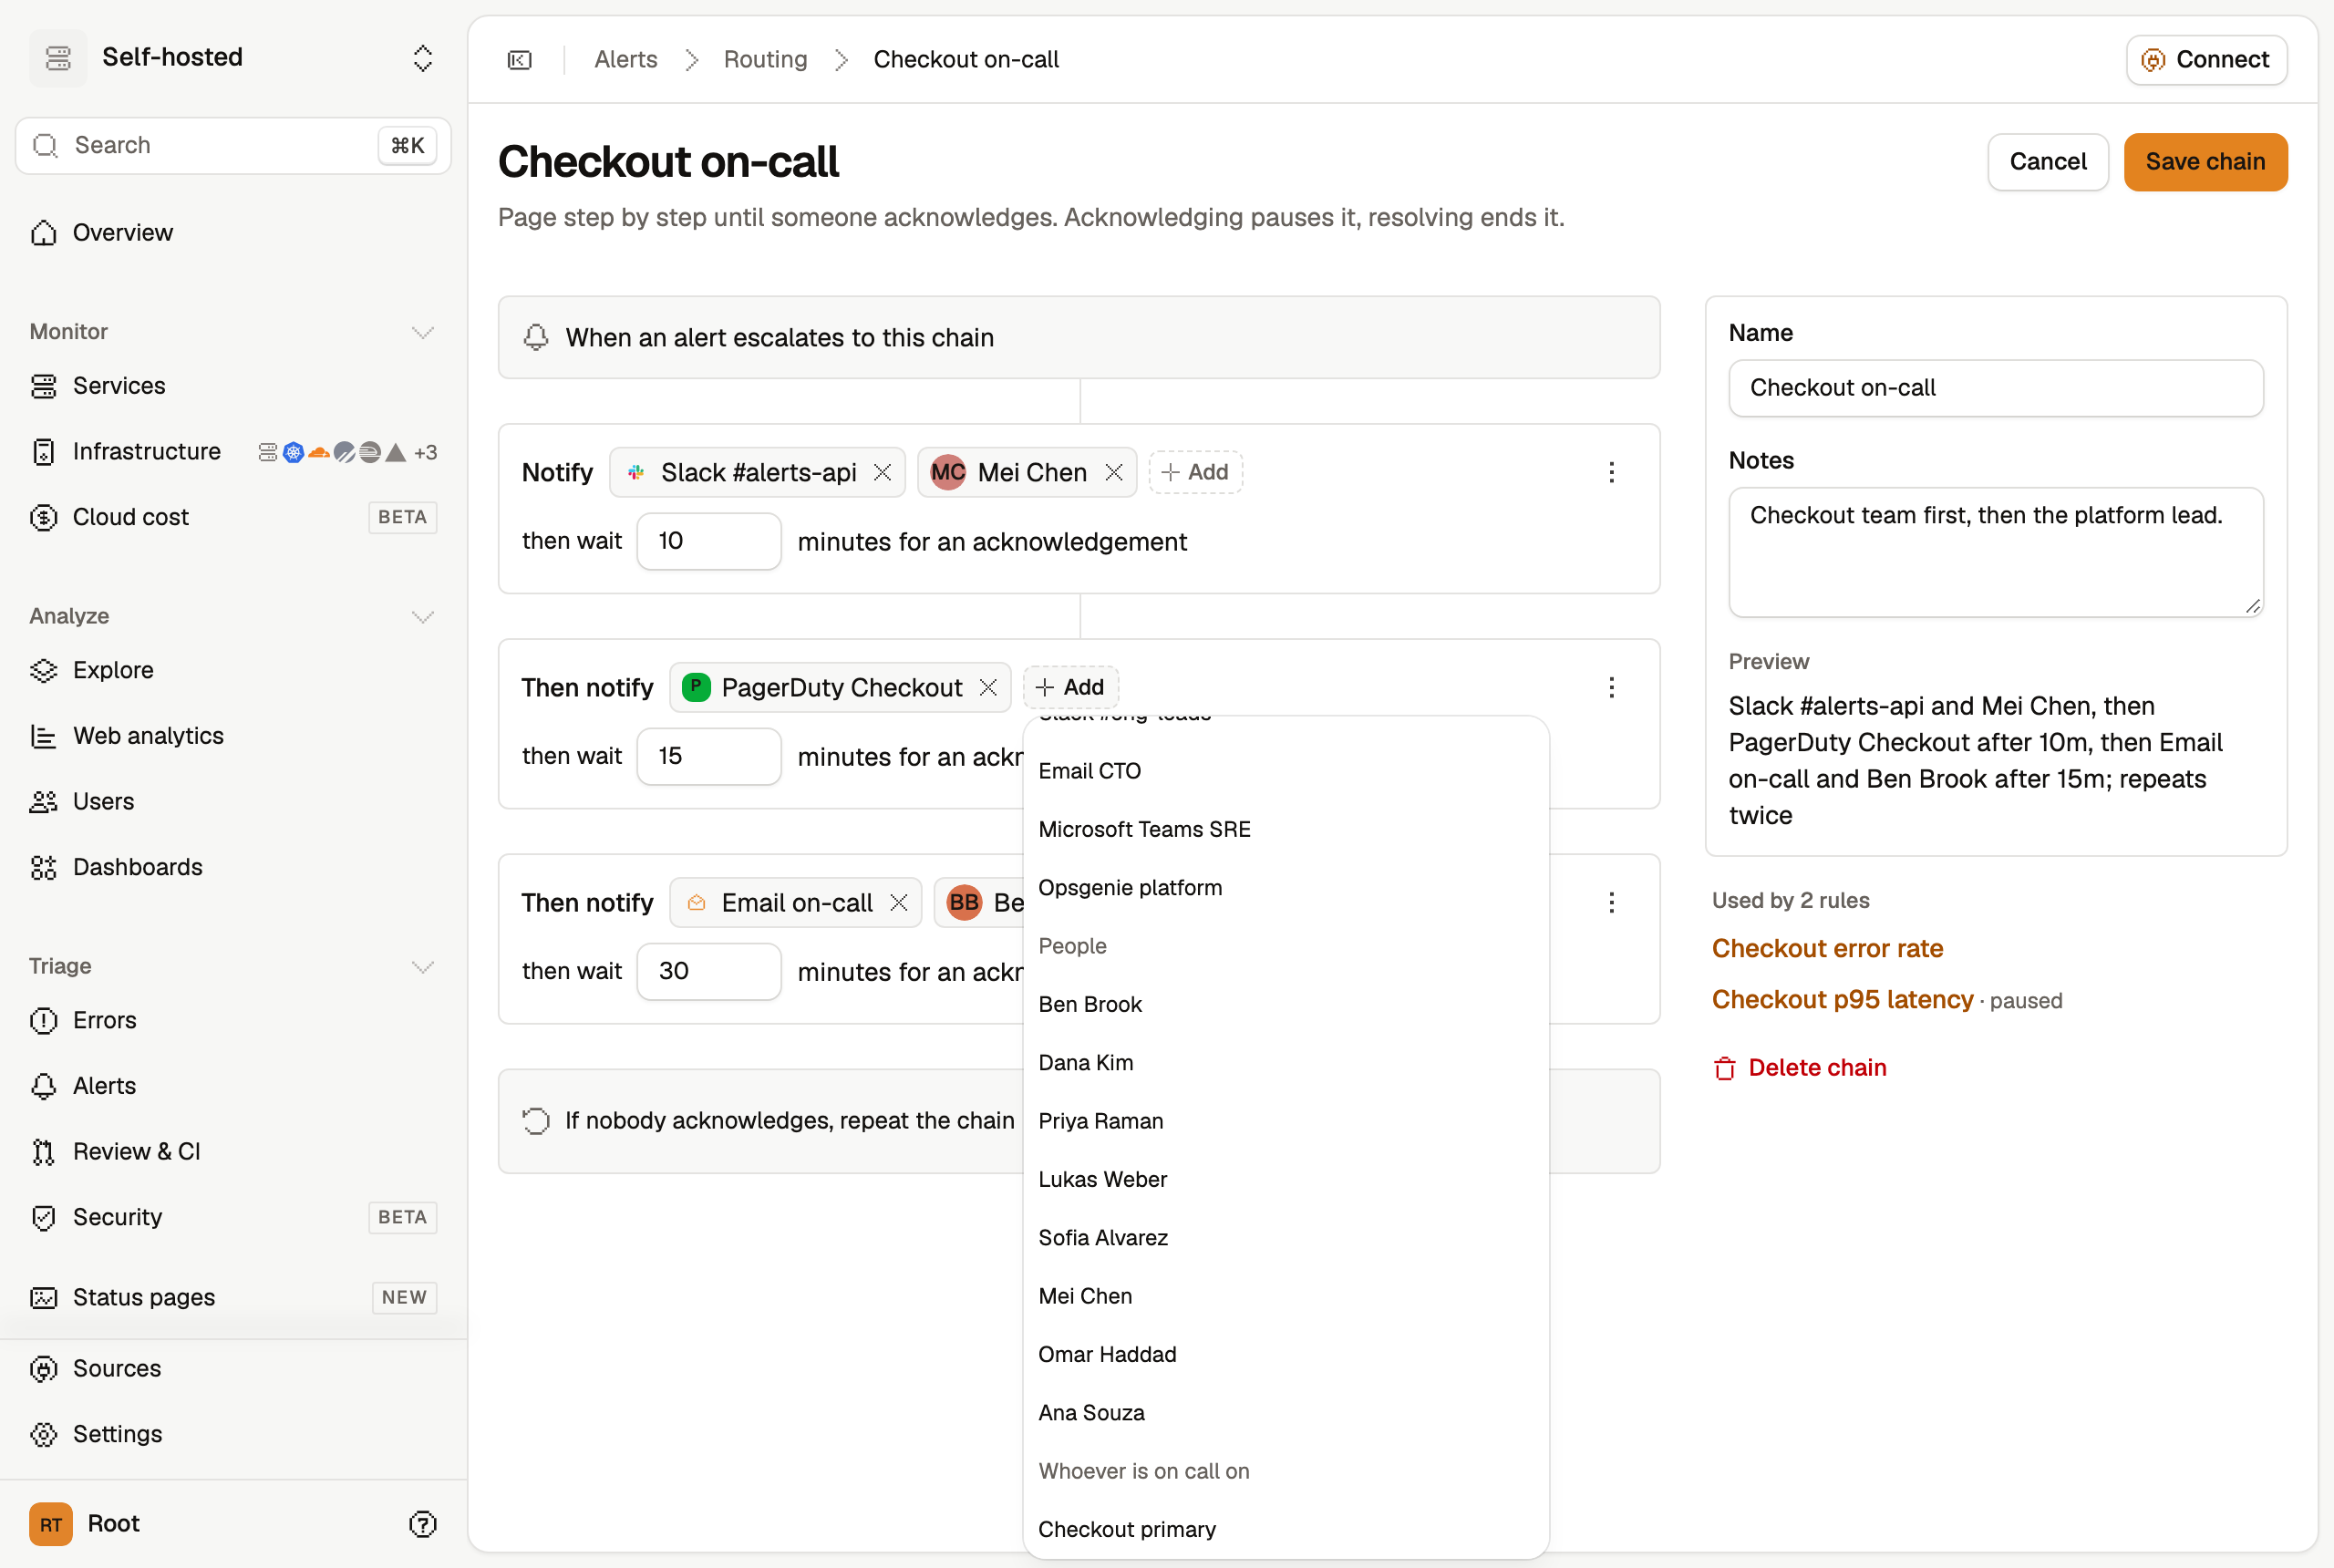 Self-hosted
Search
⌘K
Overview
Monitor
Services
Infrastructure
+3
Cloud cost
BETA
Analyze
Explore
Web analytics
Users
Dashboards
Triage
Errors
Alerts
Review & CI
Security
BETA
Status pages
NEW
Sources
Settings
RT
Root
Alerts
Routing
Checkout on-call
Connect
Checkout on-call
Page step by step until someone acknowledges. Acknowledging pauses it, resolving ends it.
Cancel
Save chain
When an alert escalates to this chain
Notify
Slack #alerts-api
MC Mei Chen
Add
then wait
10
minutes for an acknowledgement
Then notify
P PagerDuty Checkout
Add
then wait
15
minutes for an ackn
Then notify
Email on-call
BB Be
then wait
30
minutes for an ackn
If nobody acknowledges, repeat the chain
Slack #eng-leads
Email CTO
Microsoft Teams SRE
Opsgenie platform
People
Ben Brook
Dana Kim
Priya Raman
Lukas Weber
Sofia Alvarez
Mei Chen
Omar Haddad
Ana Souza
Whoever is on call on
Checkout primary
Name
Checkout on-call
Notes
Checkout team first, then the platform lead.
Preview
Slack #alerts-api and Mei Chen, then
PagerDuty Checkout after 10m, then Email
on-call and Ben Brook after 15m; repeats
twice
Used by 2 rules
Checkout error rate
Checkout p95 latency · paused
Delete chain